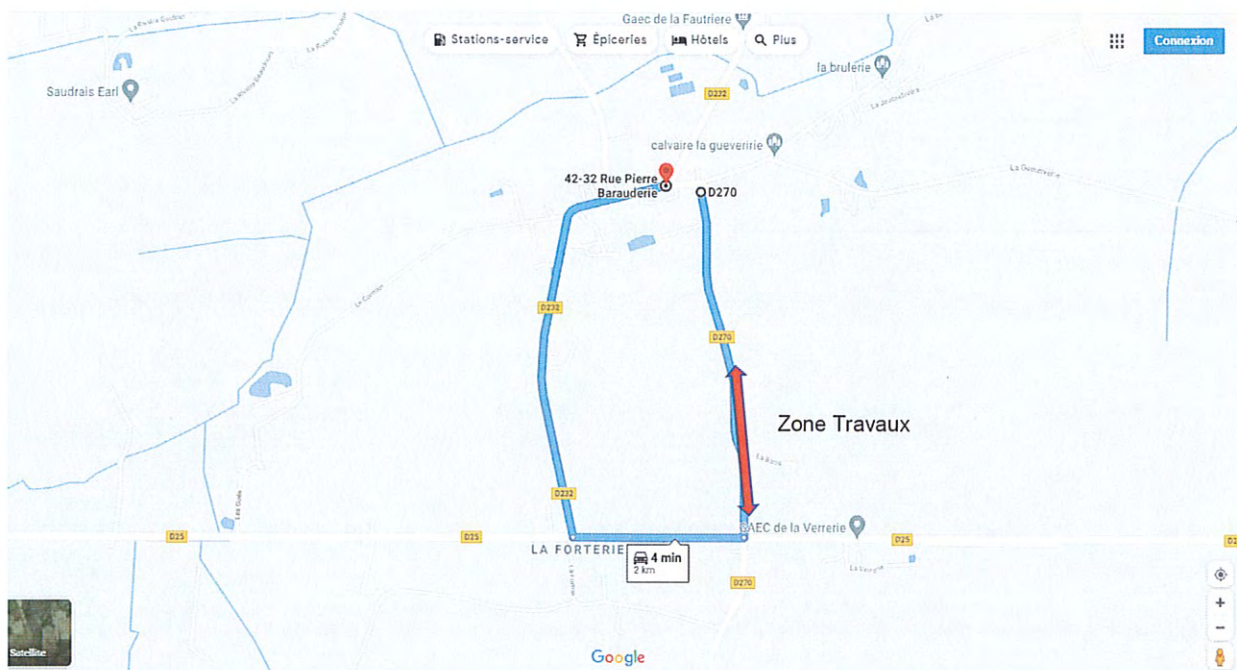 Gaec de la Fautriere
Stations-service
Épiceries
Hôtels
Plus
Connexion
Saudrais Earl
la brulerie
D232
calvaire la gueveririe
42-32 Rue Pierre
Barauderie
D270
D232
D270
Zone Travaux
D232
D25
D25
LA FORTERIE
AEC de la Verrerie
D25
4 min
2 km
D270
Satellite
Google